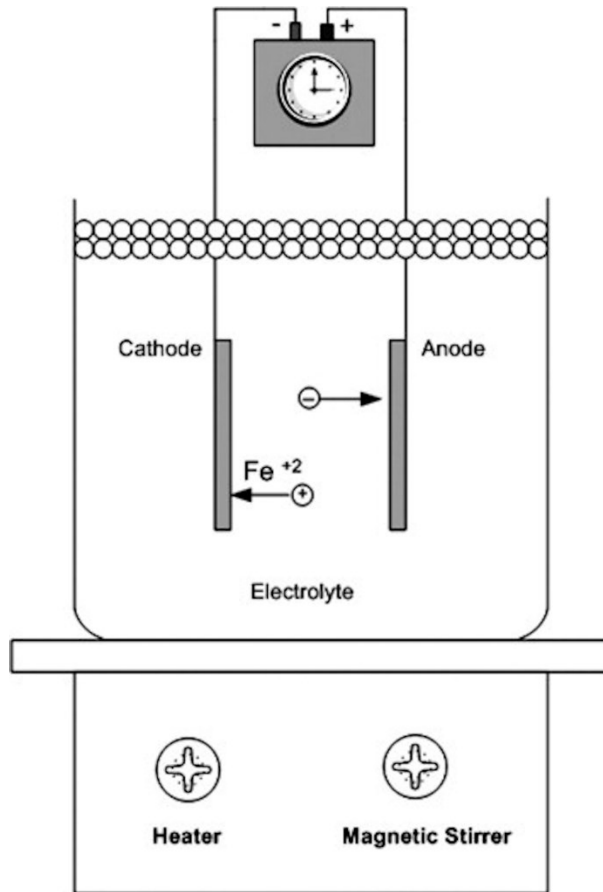 - +
Cathode
Anode
−
Fe +2
+
Electrolyte
Heater
Magnetic Stirrer